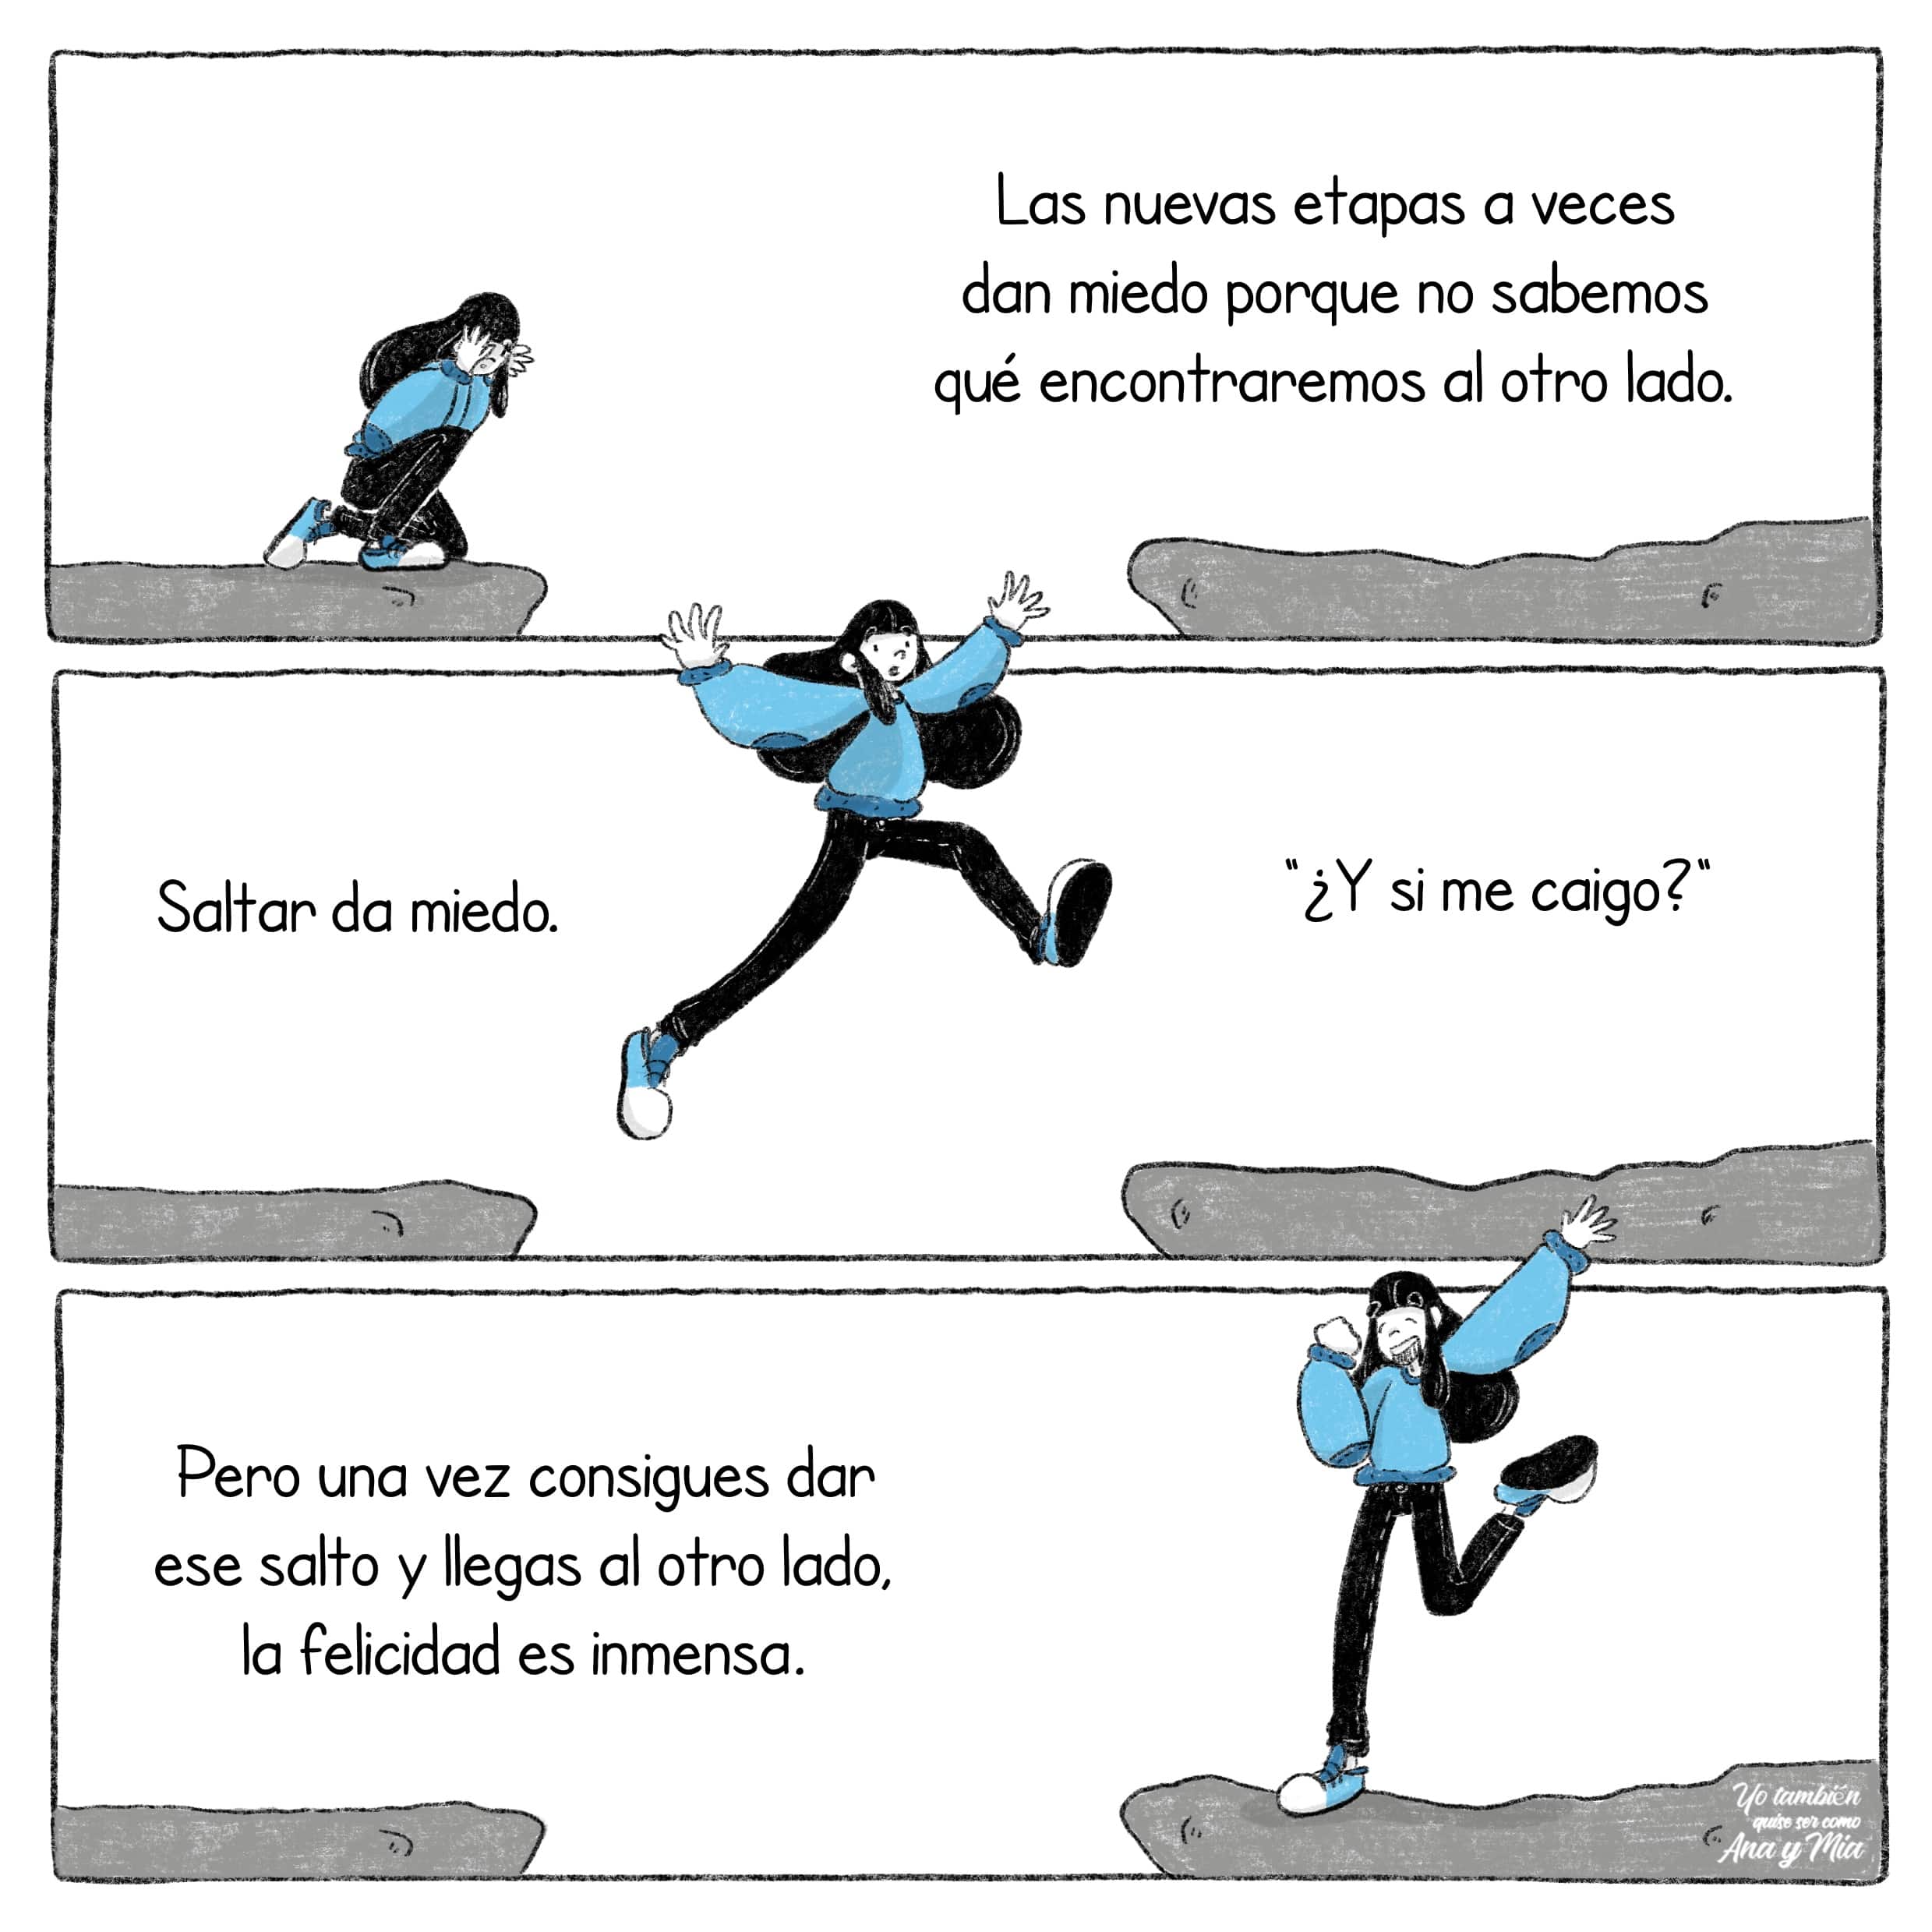 Las nuevas etapas a veces
dan miedo porque no sabemos
qué encontraremos al otro lado.
Saltar da miedo.
"¿Y si me caigo?"
Pero una vez consigues dar
ese salto y llegas al otro lado,
la felicidad es inmensa.
Yo también
quise ser como
Ana y Mia